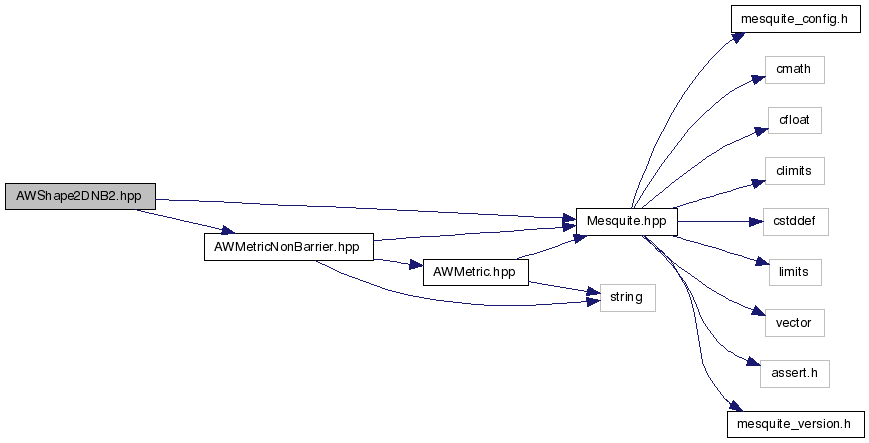 mesquite_config.h
cmath
cfloat
climits
AWShape2DNB2.hpp
Mesquite.hpp
cstddef
AWMetricNonBarrier.hpp
AWMetric.hpp
limits
string
vector
assert.h
mesquite_version.h